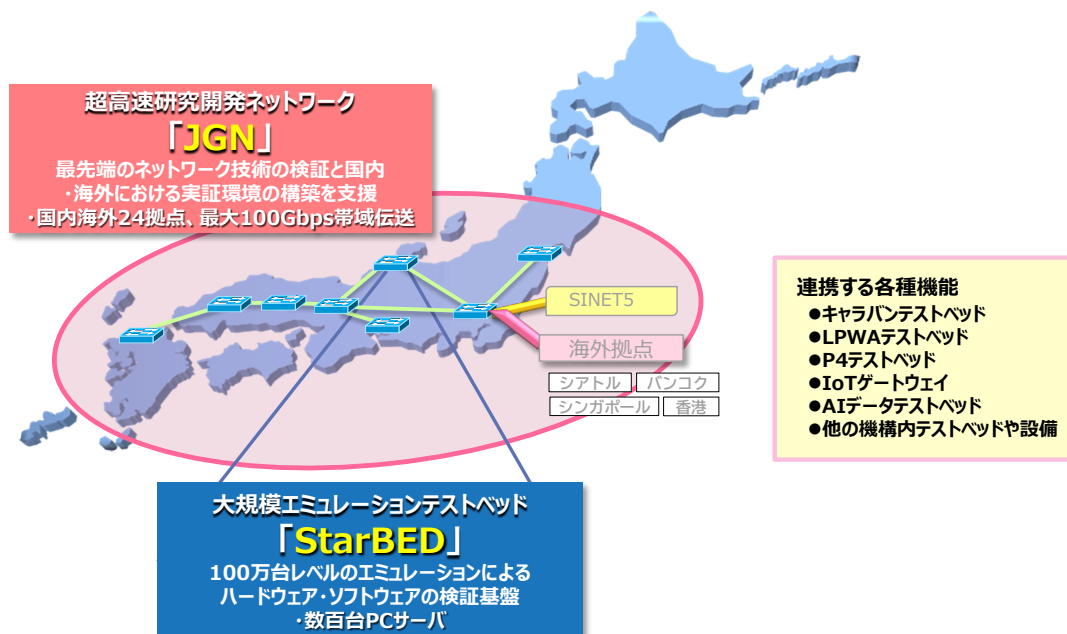 超高速研究開発ネットワーク
「JGN」
最先端のネットワーク技術の検証と国内
・海外における実証環境の構築を支援
・国内海外24拠点、最大100Gbps帯域伝送
SINET5
海外拠点
シアトル
バンコク
シンガポール
香港
連携する各種機能
●キャラバンテストベッド
●LPWAテストベッド
●P4テストベッド
●IoTゲートウェイ
●AIデータテストベッド
●他の機構内テストベッドや設備
大規模エミュレーションテストベッド
「StarBED」
100万台レベルのエミュレーションによる
ハードウェア・ソフトウェアの検証基盤
・数百台PCサーバ